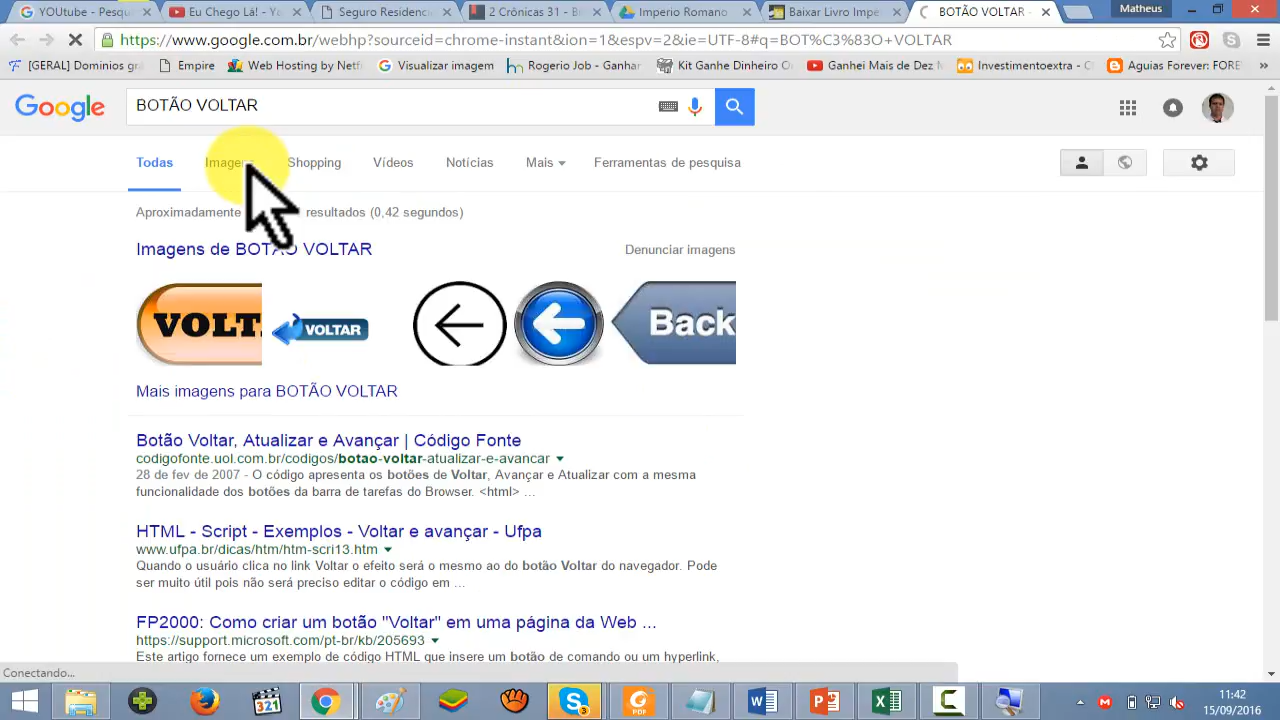 YOUtube - Pesqu
Eu Chego Lá! -
Seguro Residenc
2 Crônicas 31 - B
Imperio Romano
Baixar Livro Impe
BOTÃO VOLTAR -
Matheus
https://www.google.com.br/webhp?sourceid=chrome-instant&ion=1&espv=2&ie=UTF-8#q=BOT%C3%83O+VOLTAR
[GERAL] Dominios gr
Empire
Web Hosting by Netf
Visualizar imagem
Rogerio Job - Ganhar
Kit Ganhe Dinheiro O
Ganhei Mais de Dez M
Investimentoextra - C
Aguias Forever: FORE
Google
BOTÃO VOLTAR
Todas
Imagens
Shopping
Vídeos
Notícias
Mais
Ferramentas de pesquisa
Aproximadamente resultados (0,42 segundos)
Imagens de BOTÃO VOLTAR
Denunciar imagens
VOLTA
VOLTAR
Back
Mais imagens para BOTÃO VOLTAR
Botão Voltar, Atualizar e Avançar | Código Fonte
codigofonte.uol.com.br/codigos/botao-voltar-atualizar-e-avancar
28 de fev de 2007 - O código apresenta os botões de Voltar, Avançar e Atualizar com a mesma
funcionalidade dos botões da barra de tarefas do Browser. <html> ...
HTML - Script - Exemplos - Voltar e avançar - Ufpa
www.ufpa.br/dicas/htm/htm-scri13.htm
Quando o usuário clica no link Voltar o efeito será o mesmo ao do botão Voltar do navegador. Pode
ser muito útil pois não será preciso editar o código em ...
FP2000: Como criar um botão "Voltar" em uma página da Web ...
https://support.microsoft.com/pt-br/kb/205693
Este artigo fornece um exemplo de código HTML que insere um botão de comando ou um hyperlink,
Conectando...
321
S
3
PDF
W
P
X
C
M
11:42
15/09/2016